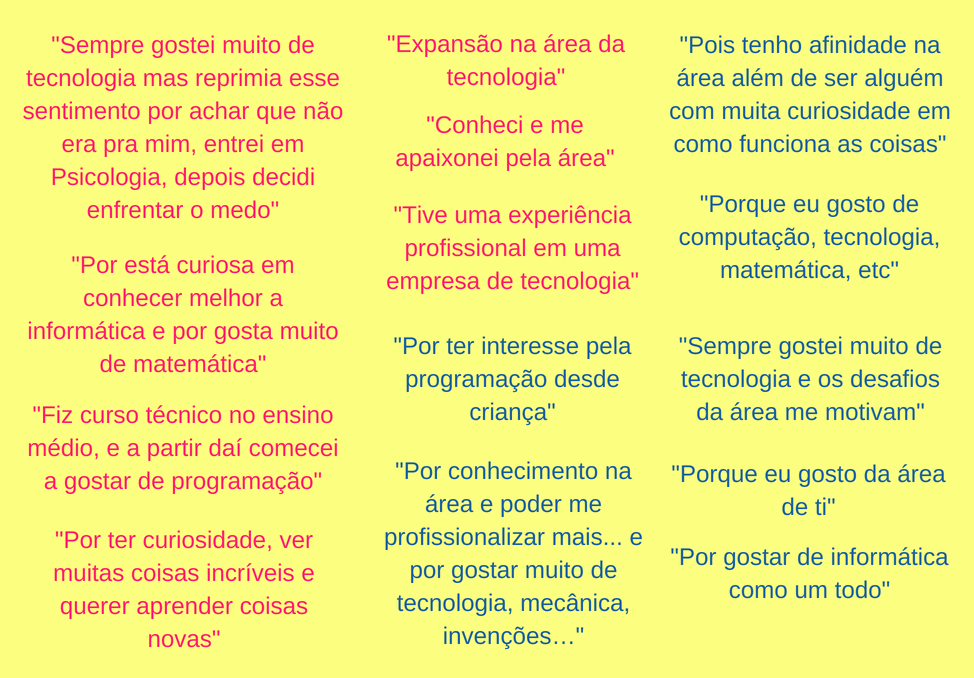 "Sempre gostei muito de
tecnologia mas reprimia esse
sentimento por achar que não
era pra mim, entrei em
Psicologia, depois decidi
enfrentar o medo"
"Por está curiosa em
conhecer melhor a
informática e por gosta muito
de matemática"
"Fiz curso técnico no ensino
médio, e a partir daí comecei
a gostar de programação"
"Por ter curiosidade, ver
muitas coisas incríveis e
querer aprender coisas
novas"
"Expansão na área da
tecnologia"
"Conheci e me
apaixonei pela área"
"Tive uma experiência
profissional em uma
empresa de tecnologia"
"Por ter interesse pela
programação desde
criança"
"Por conhecimento na
área e poder me
profissionalizar mais... e
por gostar muito de
tecnologia, mecânica,
invenções…"
"Pois tenho afinidade na
área além de ser alguém
com muita curiosidade em
como funciona as coisas"
"Porque eu gosto de
computação, tecnologia,
matemática, etc"
"Sempre gostei muito de
tecnologia e os desafios
da área me motivam"
"Porque eu gosto da área
de ti"
"Por gostar de informática
como um todo"